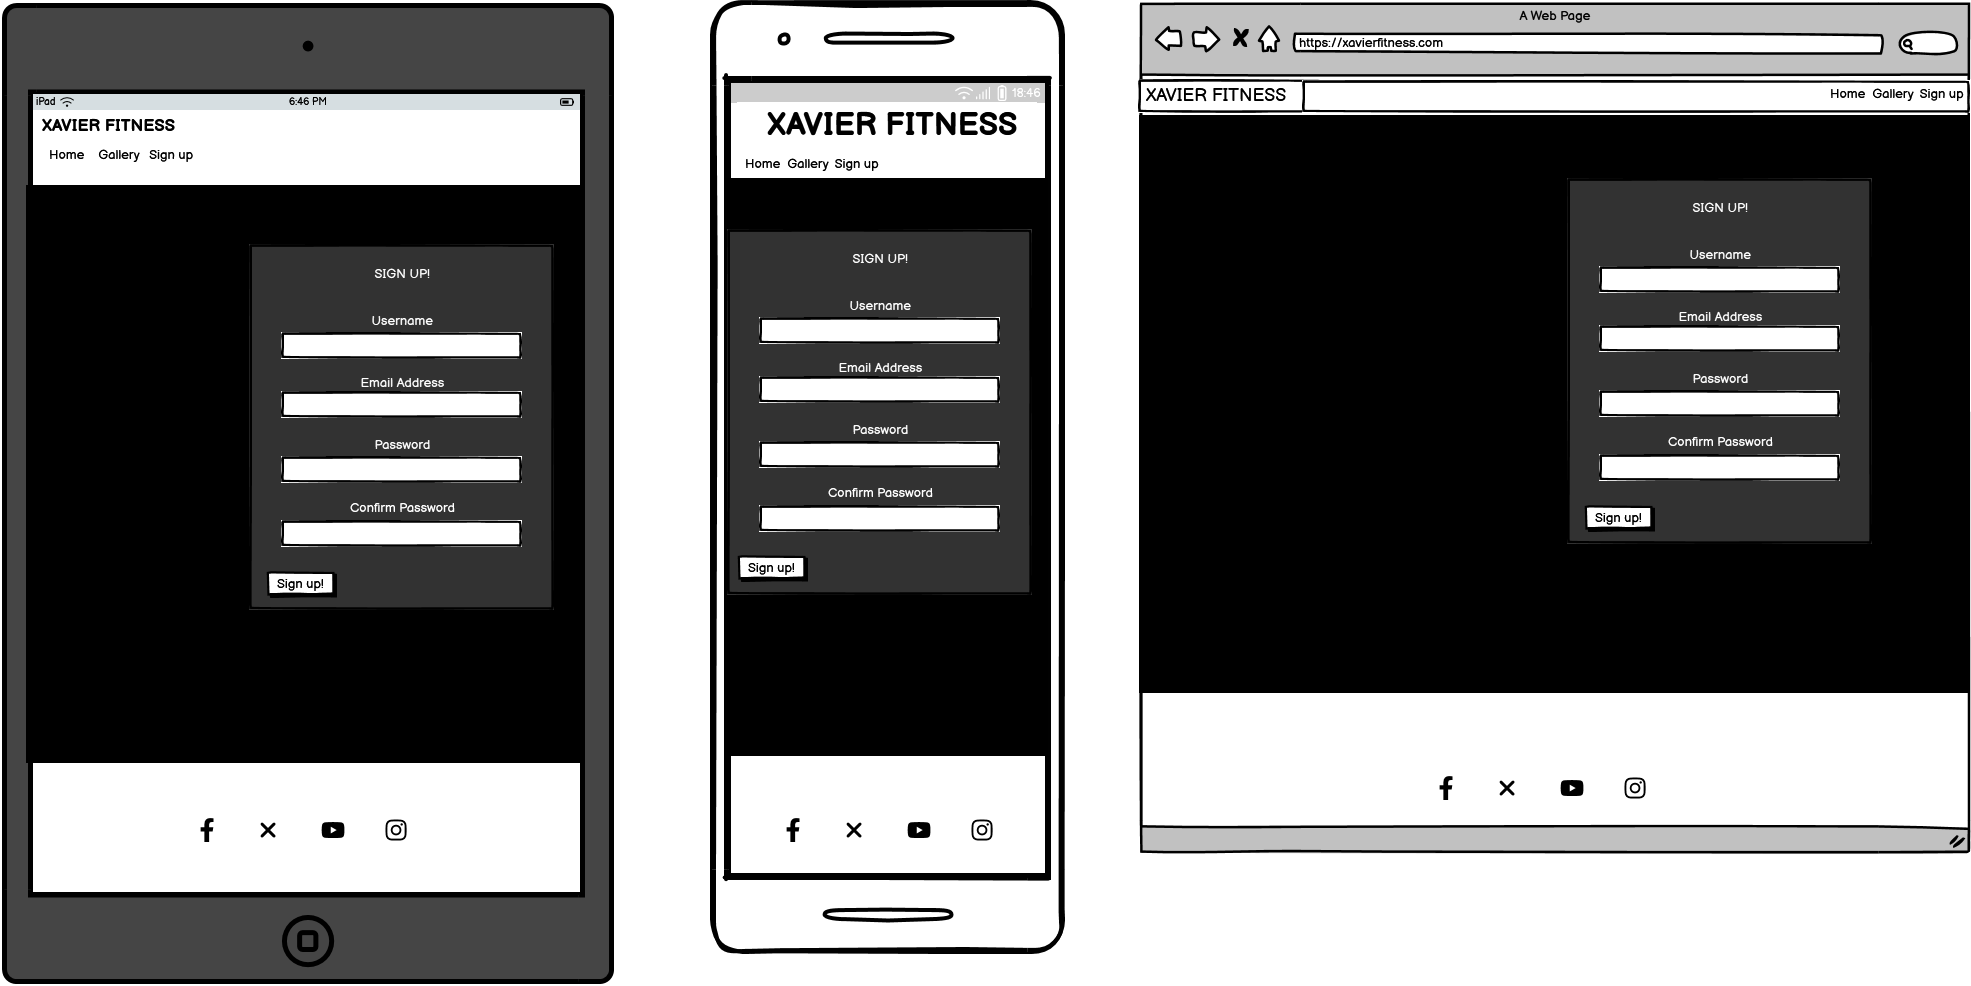 iPad
6:46 PM
XAVIER FITNESS
Home Gallery Sign up
SIGN UP!
Username
Email Address
Password
Confirm Password
Sign up!
18:46
XAVIER FITNESS
Home Gallery Sign up
SIGN UP!
Username
Email Address
Password
Confirm Password
Sign up!
A Web Page
https://xavierfitness.com
XAVIER FITNESS
Home Gallery Sign up
SIGN UP!
Username
Email Address
Password
Confirm Password
Sign up!